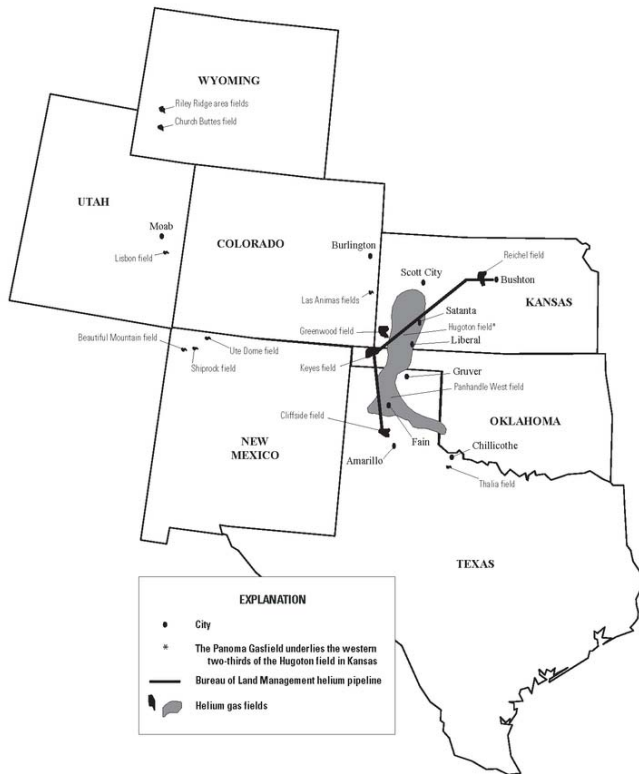 WYOMING
Riley Ridge area fields
Church Buttes field
UTAH
Moab
Lisbon field
COLORADO
Burlington
Las Animas fields
Greenwood field
Scott City
Reichel field
Bushton
KANSAS
Satanta
Hugoton field*
Liberal
Beautiful Mountain field
Shiprock field
Ute Dome field
Keyes field
Gruver
Panhandle West field
Cliffside field
OKLAHOMA
Fain
NEW
MEXICO
Amarillo
Chillicothe
Thalia field
TEXAS
EXPLANATION
City
* The Panoma Gasfield underlies the western
two-thirds of the Hugoton field in Kansas
Bureau of Land Management helium pipeline
Helium gas fields